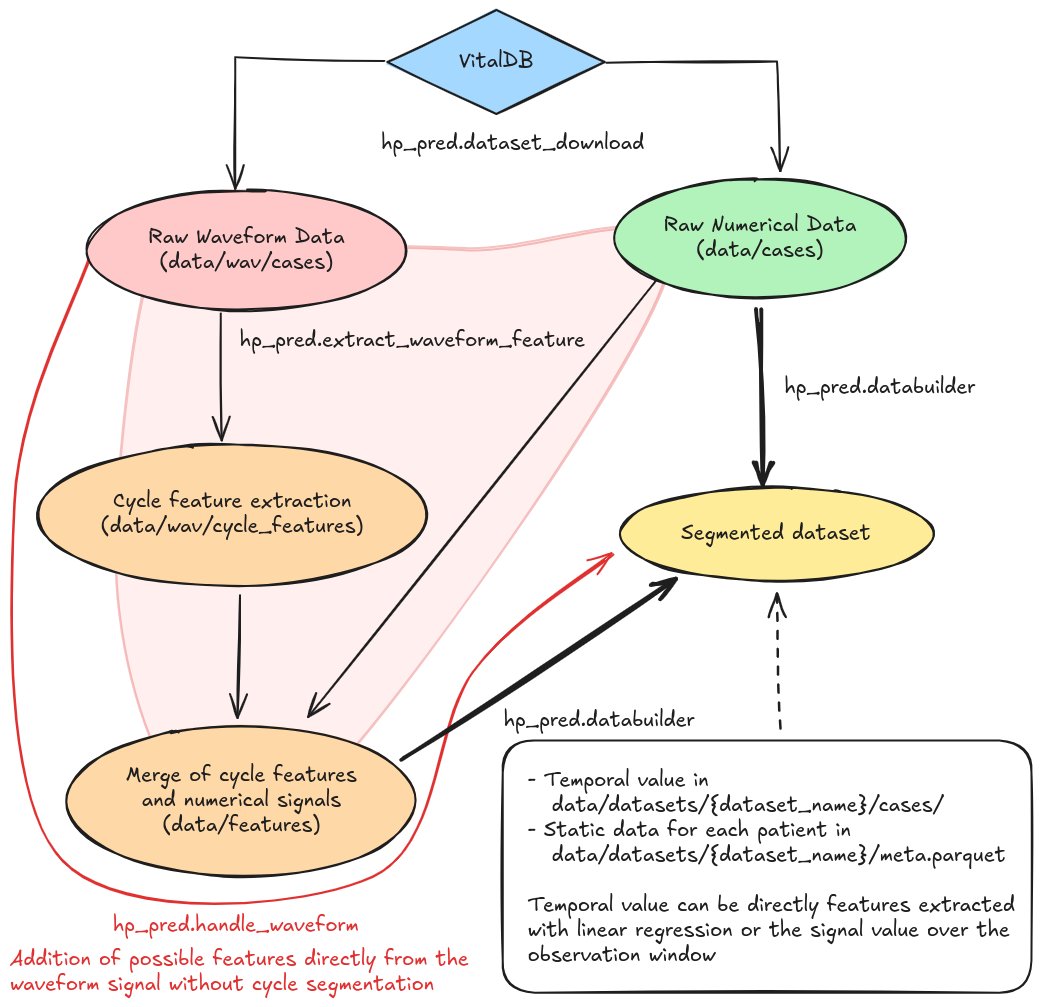 VitalDB
hp_pred.dataset_download
Raw Waveform Data
(data/wav/cases)
Raw Numerical Data
(data/cases)
hp_pred.extract_waveform_feature
hp_pred.databuilder
Cycle feature extraction
(data/wav/cycle_features)
Segmented dataset
hp_pred.databuilder
Merge of cycle features
and numerical signals
(data/features)
- Temporal value in
data/datasets/{dataset_name}/cases/
- Static data for each patient in
data/datasets/{dataset_name}/meta.parquet
Temporal value can be directly features extracted
with linear regression or the signal value over the
observation window
hp_pred.handle_waveform
Addition of possible features directly from the
waveform signal without cycle segmentation